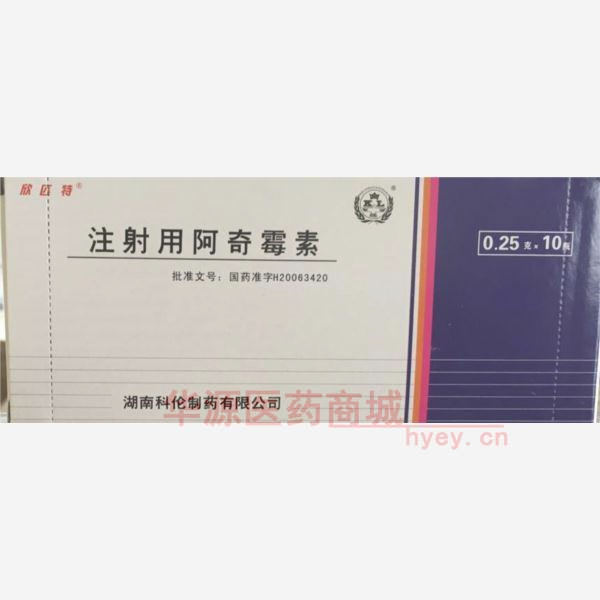 欣匹特®
®
注射用阿奇霉素
0.25克×10瓶
批准文号：国药准字H20063420
湖南科伦制药有限公司
华源医药商城
hyey.cn